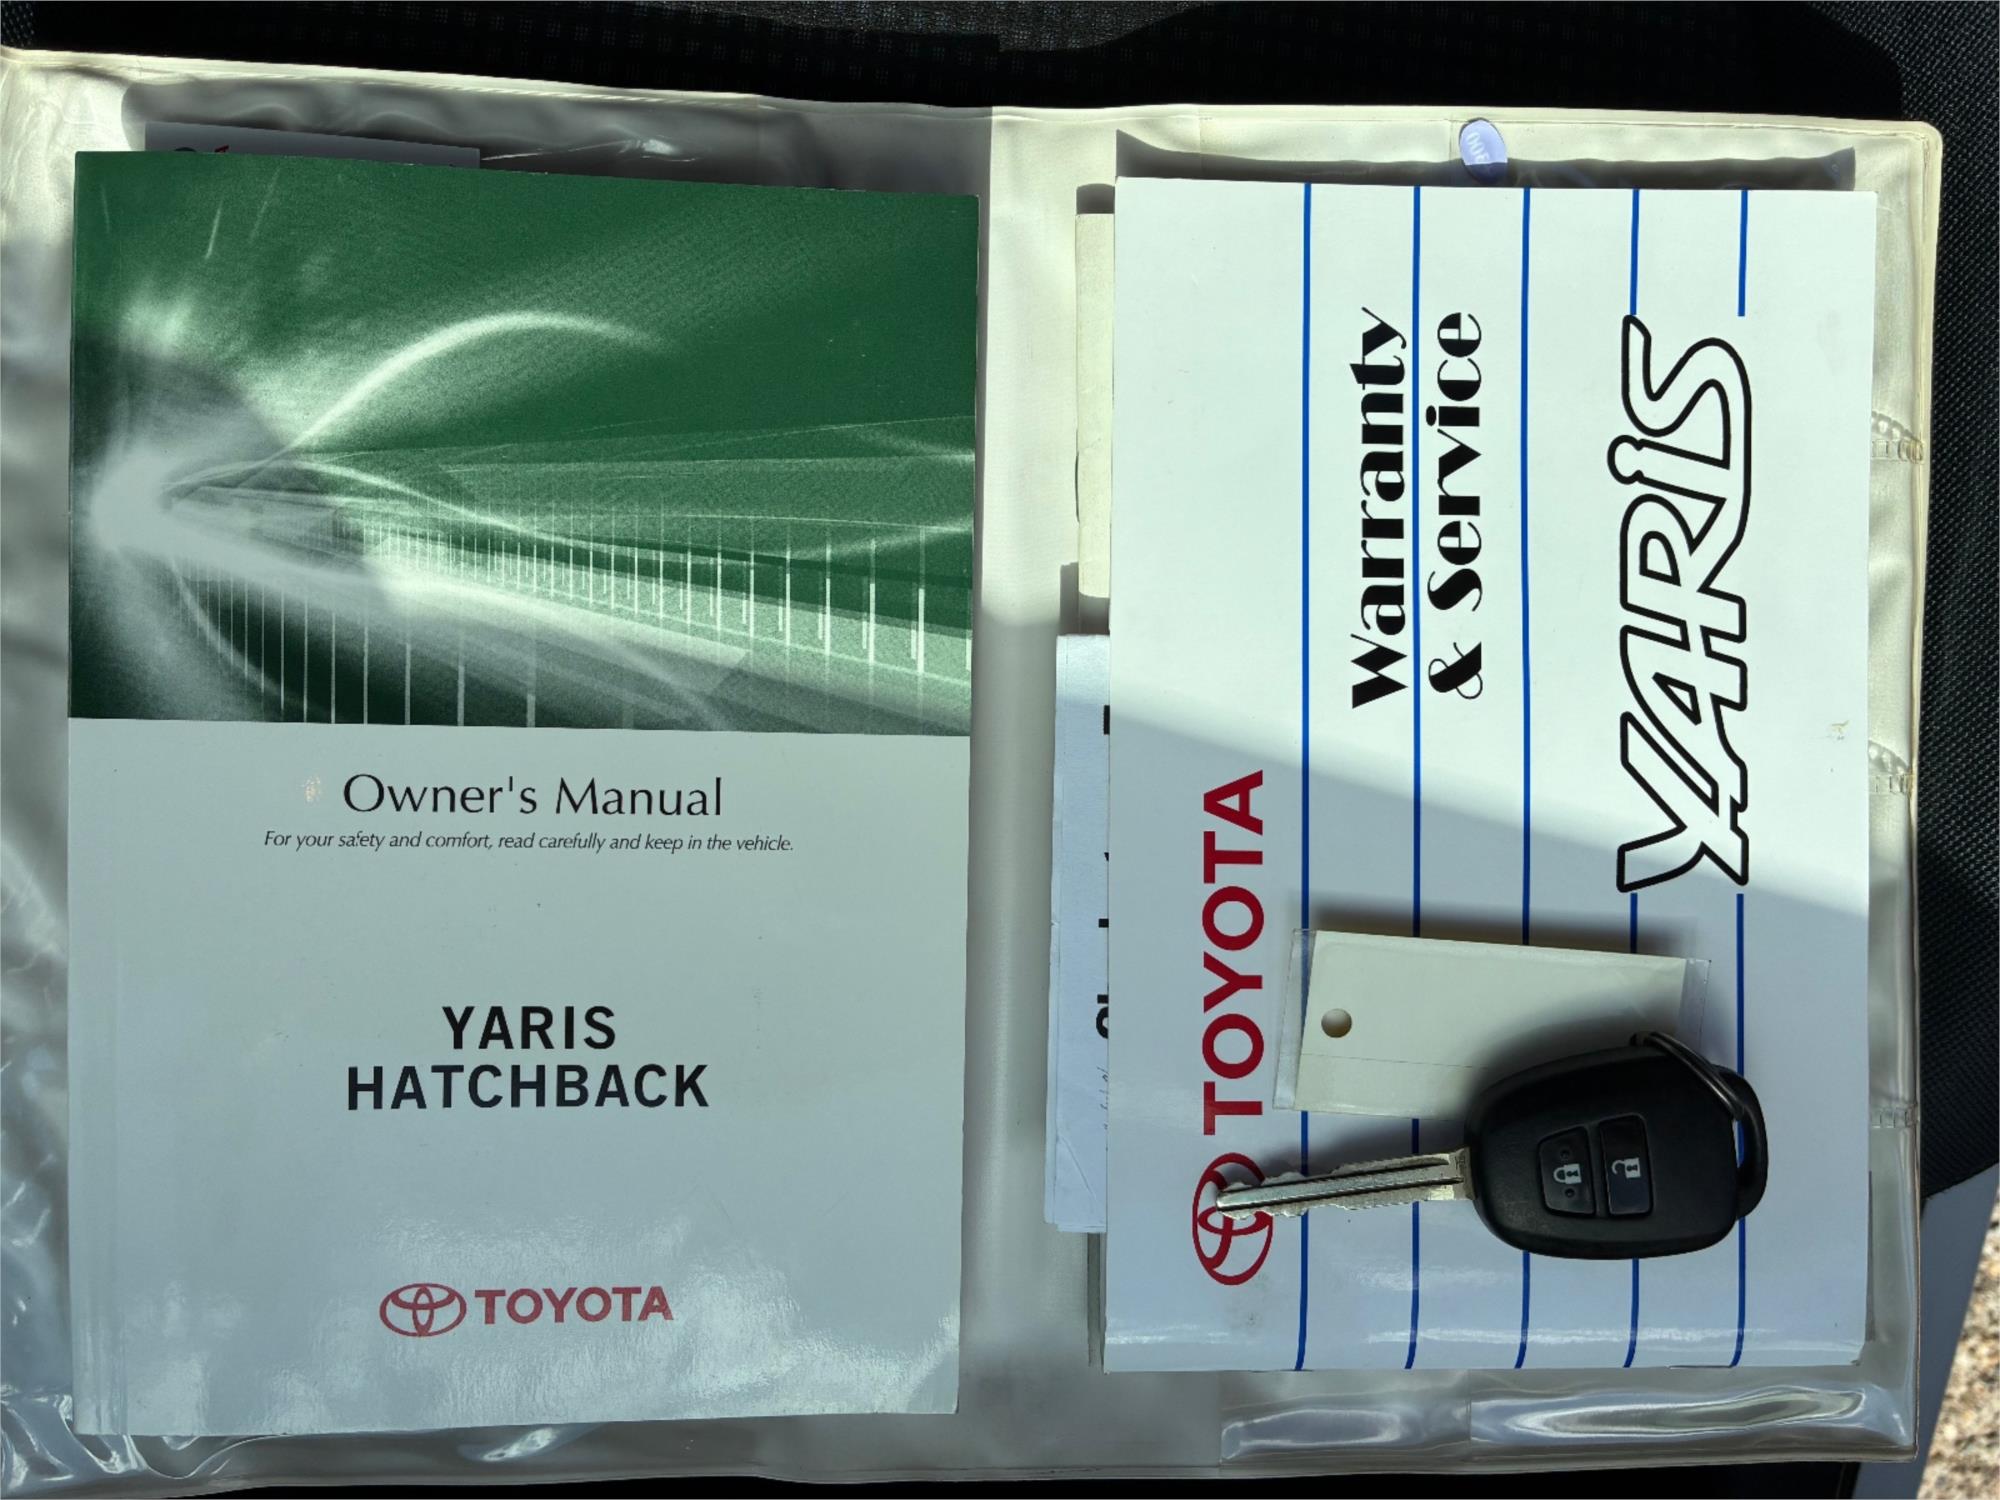 Owner's Manual
For your safety and comfort, read carefully and keep in the vehicle.
YARIS
HATCHBACK
TOYOTA
TOYOTA
Warranty
& Service
YARIS